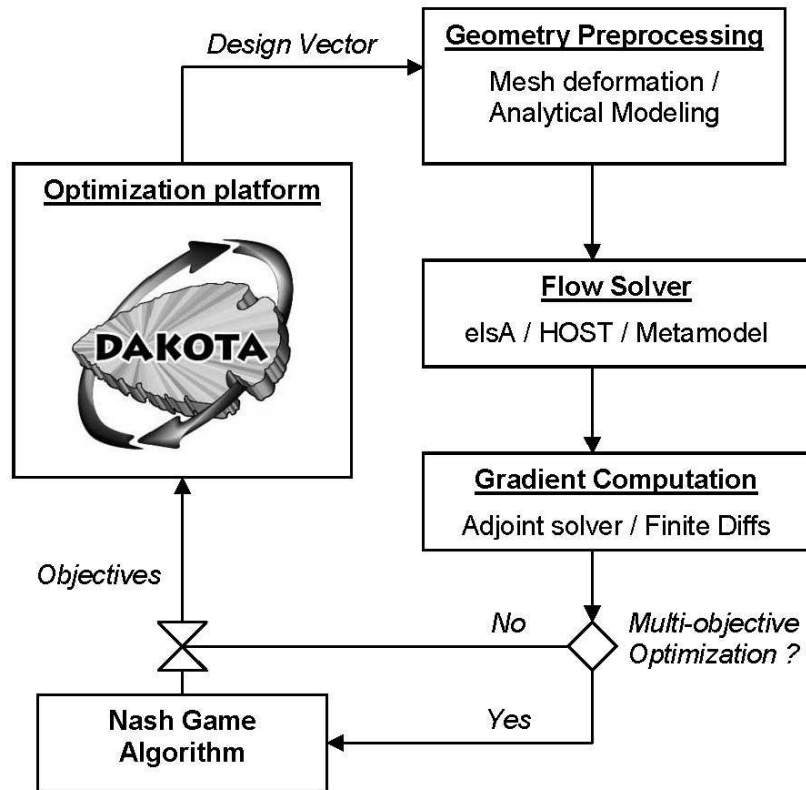 Design Vector
Geometry Preprocessing
Mesh deformation /
Analytical Modeling
Optimization platform
DAKOTA
Flow Solver
elsA / HOST / Metamodel
Gradient Computation
Adjoint solver / Finite Diffs
Objectives
No
Multi-objective
Optimization ?
Nash Game
Algorithm
Yes